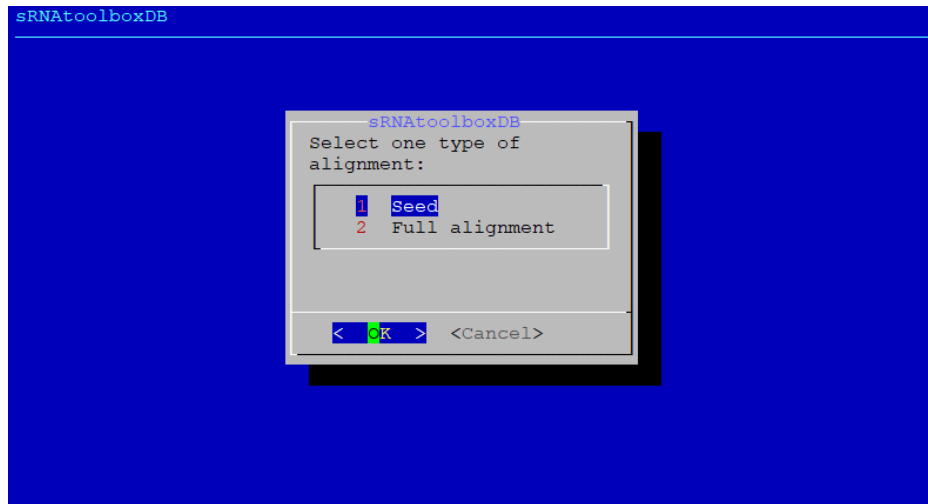 sRNAtoolboxDB
sRNAtoolboxDB
Select one type of
alignment:
1 Seed
2 Full alignment
< OK > <Cancel>